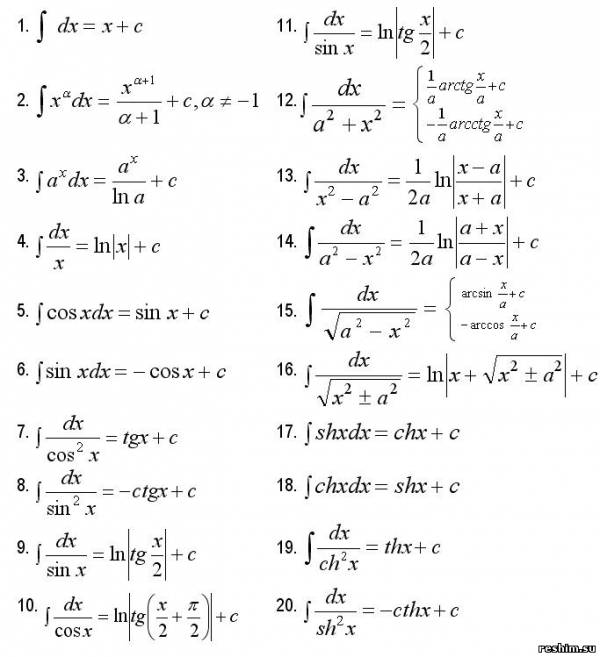 1. ∫ dx = x + c
2. ∫ x^α dx = x^(α+1)/(α+1) + c, α ≠ −1
3. ∫ a^x dx = a^x/ln a + c
4. ∫ dx/x = ln|x| + c
5. ∫ cos xdx = sin x + c
6. ∫ sin xdx = − cos x + c
7. ∫ dx/cos² x = tgx + c
8. ∫ dx/sin² x = −ctgx + c
9. ∫ dx/sin x = ln|tg x/2| + c
10. ∫ dx/cos x = ln|tg(x/2 + π/2)| + c
11. ∫ dx/sin x = ln|tg x/2| + c
12. ∫ dx/(a² + x²) = { 1/a arctg x/a + c
−1/a arcctg x/a + c
13. ∫ dx/(x² − a²) = 1/2a ln|(x − a)/(x + a)| + c
14. ∫ dx/(a² − x²) = 1/2a ln|(a + x)/(a − x)| + c
15. ∫ dx/√(a² − x²) = { arcsin x/a + c
− arccos x/a + c
16. ∫ dx/√(x² ± a²) = ln|x + √(x² ± a²)| + c
17. ∫ shxdx = chx + c
18. ∫ chxdx = shx + c
19. ∫ dx/ch²x = thx + c
20. ∫ dx/sh²x = −cthx + c
reshim.su